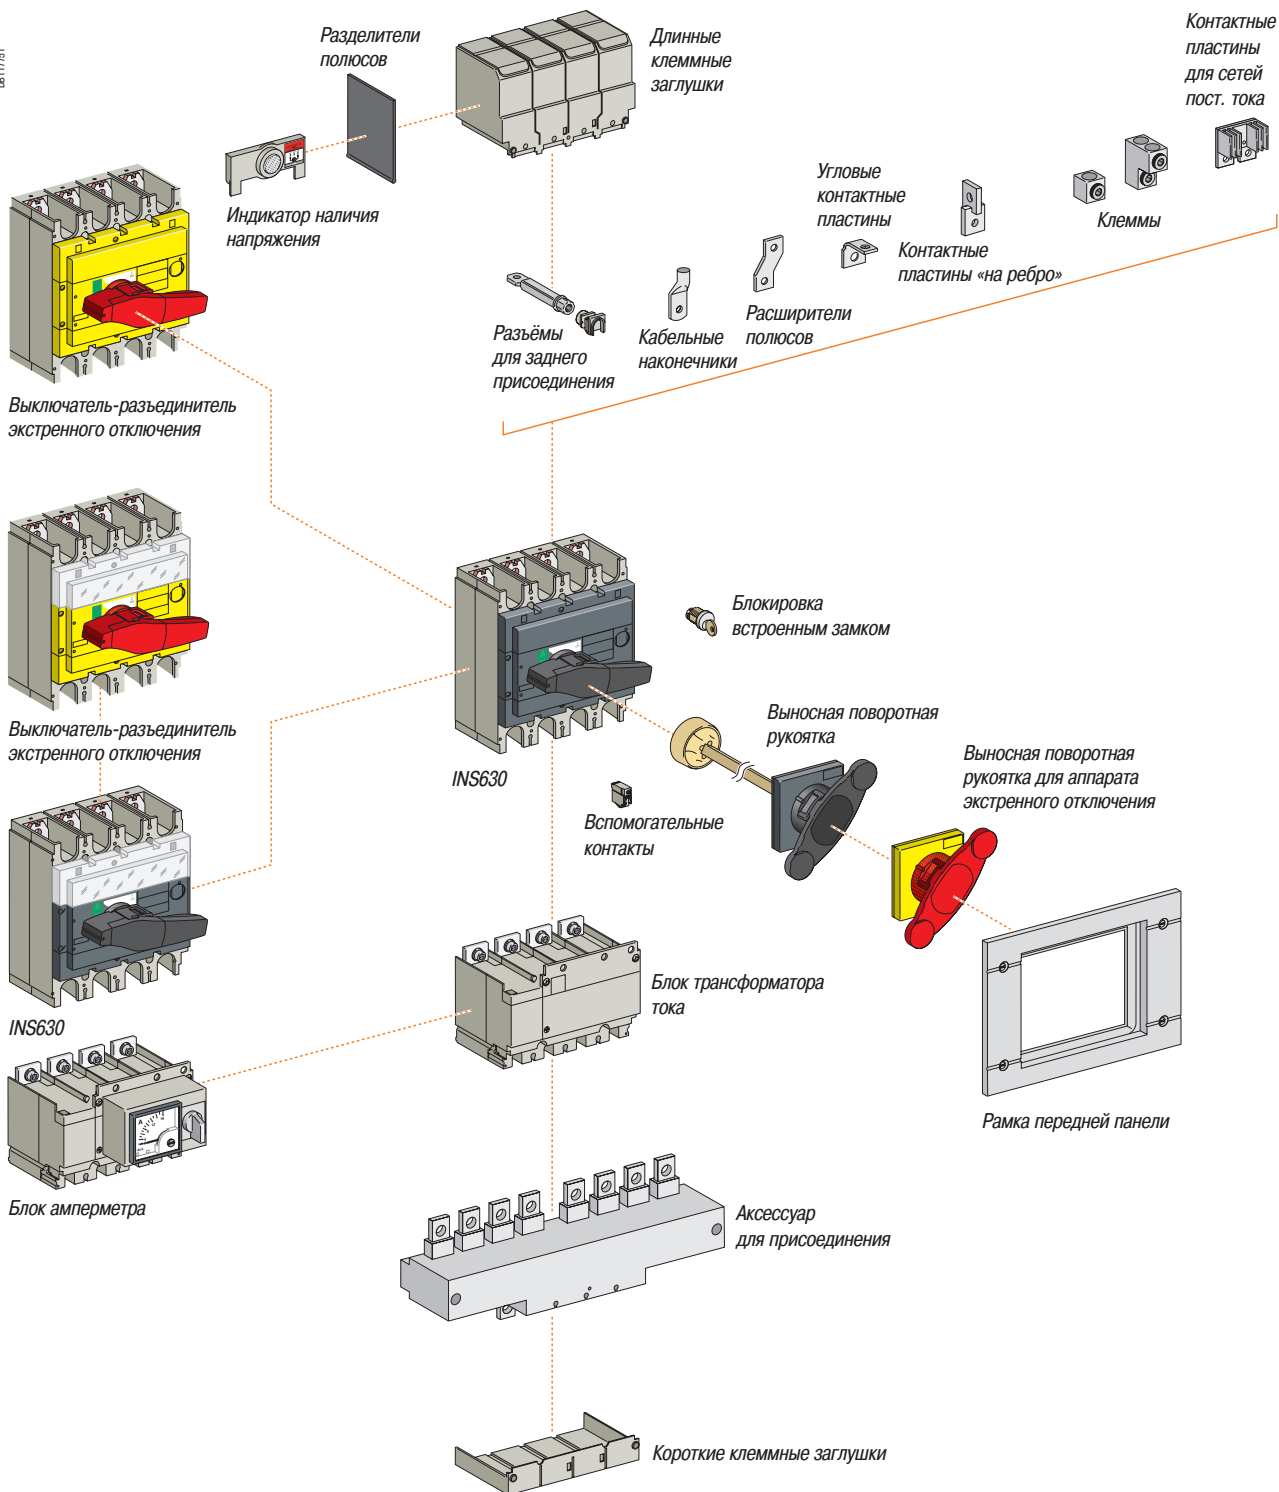 DB117751
Разделители
полюсов
Длинные
клеммные
заглушки
Контактные
пластины
для сетей
пост. тока
Индикатор наличия
напряжения
Угловые
контактные
пластины
Клеммы
Контактные
пластины «на ребро»
Разъёмы
для заднего
присоединения
Кабельные
наконечники
Расширители
полюсов
Выключатель-разъединитель
экстренного отключения
Блокировка
встроенным замком
Выключатель-разъединитель
экстренного отключения
INS630
Выносная поворотная
рукоятка
Выносная поворотная
рукоятка для аппарата
экстренного отключения
Вспомогательные
контакты
INS630
Блок трансформатора
тока
Рамка передней панели
A
Блок амперметра
Аксессуар
для присоединения
Короткие клеммные заглушки